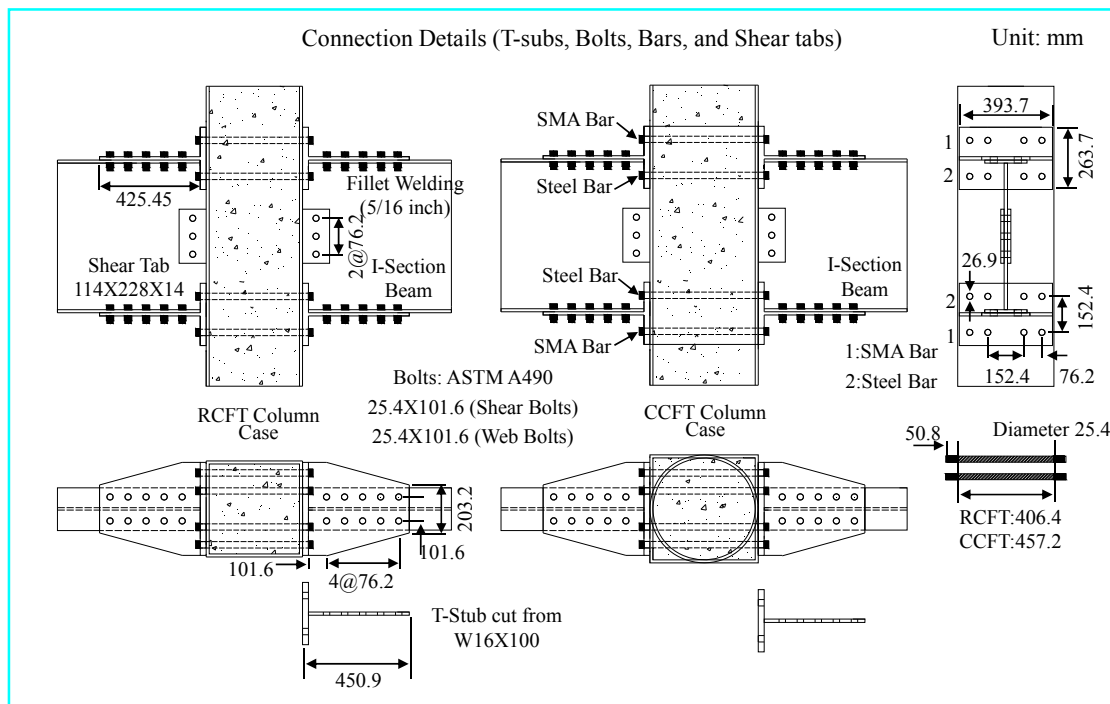 Connection Details (T-subs, Bolts, Bars, and Shear tabs)
Unit: mm
425.45
Fillet Welding
(5/16 inch)
2@76.2
Shear Tab
114X228X14
I-Section
Beam
SMA Bar
Steel Bar
Steel Bar
SMA Bar
I-Section
Beam
393.7
263.7
1
2
26.9
2
1
152.4
1:SMA Bar
2:Steel Bar
152.4
76.2
Bolts: ASTM A490
25.4X101.6 (Shear Bolts)
25.4X101.6 (Web Bolts)
RCFT Column
Case
CCFT Column
Case
50.8
Diameter 25.4
RCFT:406.4
CCFT:457.2
203.2
101.6
101.6
4@76.2
T-Stub cut from
W16X100
450.9